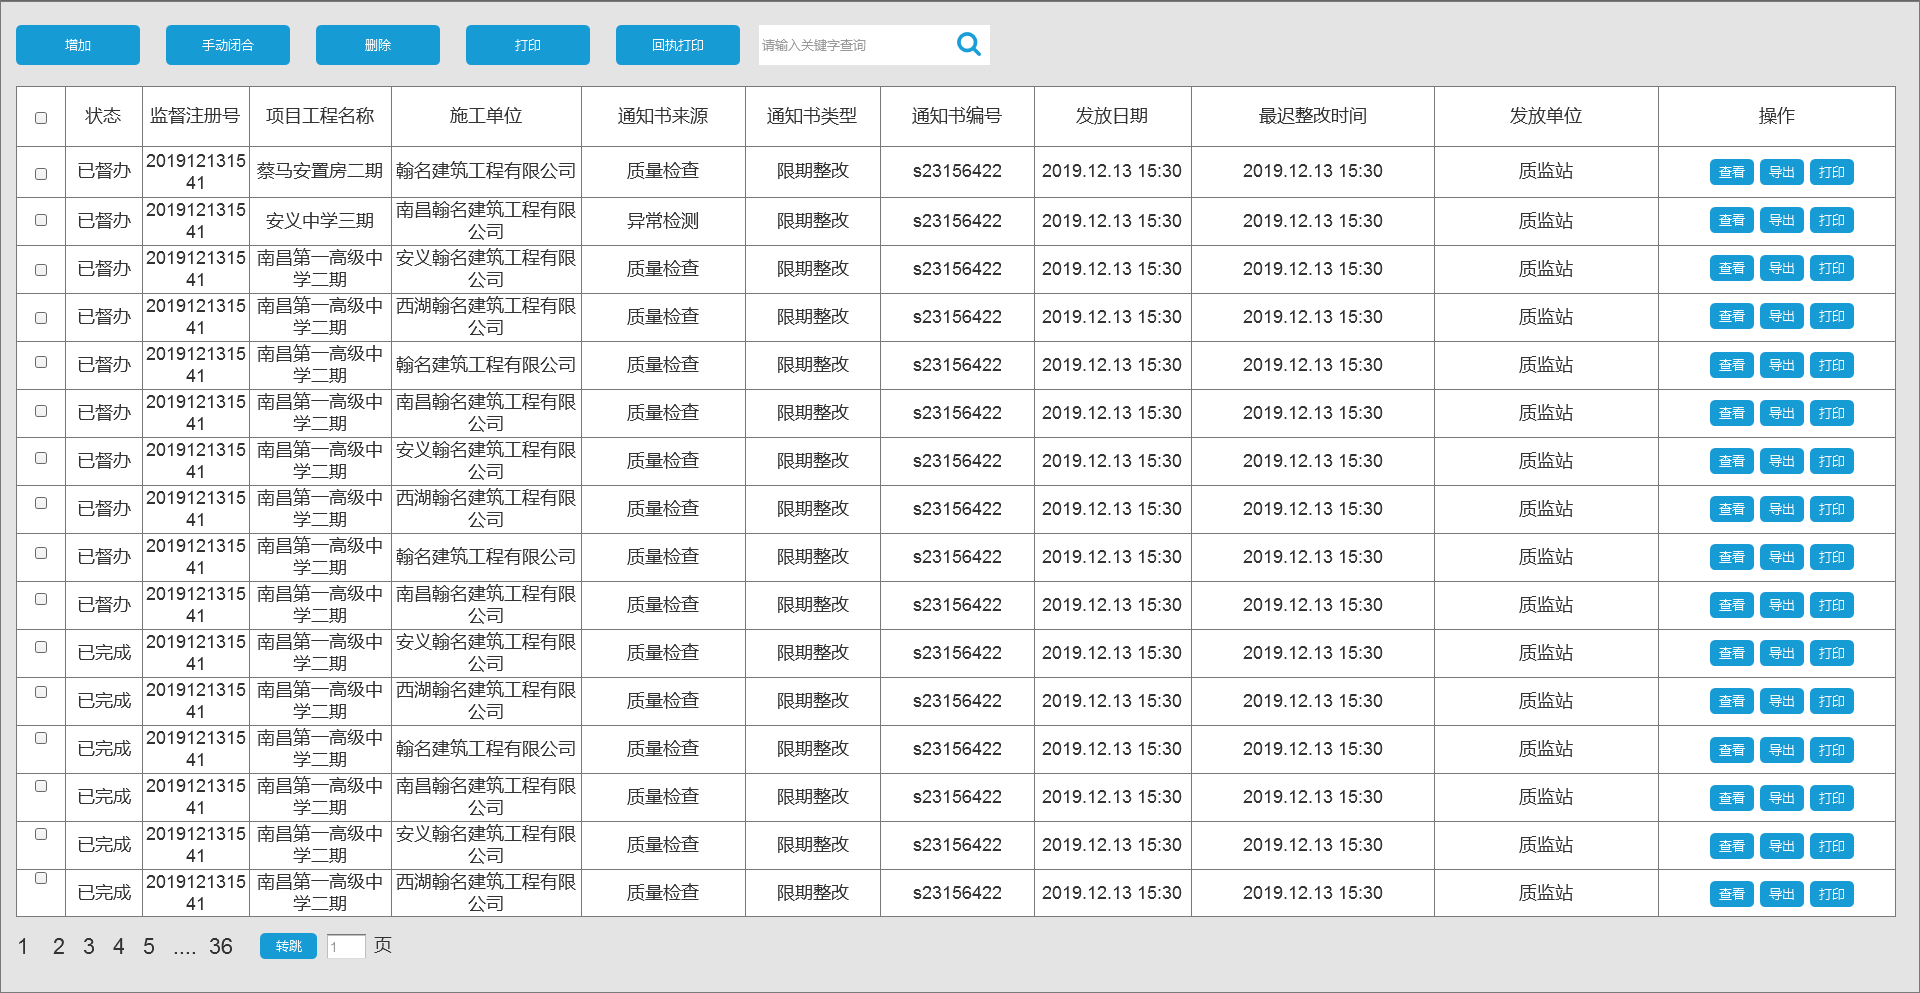 增加 手动闭合 删除 打印 回执打印 请输入关键字查询
状态 监督注册号 项目工程名称 施工单位 通知书来源 通知书类型 通知书编号 发放日期 最迟整改时间 发放单位 操作
已督办 2019121315 41 蔡马安置房二期 翰名建筑工程有限公司 质量检查 限期整改 s23156422 2019.12.13 15:30 2019.12.13 15:30 质监站 查看 导出 打印
已督办 2019121315 41 安义中学三期 南昌翰名建筑工程有限 公司 异常检测 限期整改 s23156422 2019.12.13 15:30 2019.12.13 15:30 质监站 查看 导出 打印
已督办 2019121315 41 南昌第一高级中 学二期 安义翰名建筑工程有限 公司 质量检查 限期整改 s23156422 2019.12.13 15:30 2019.12.13 15:30 质监站 查看 导出 打印
已督办 2019121315 41 南昌第一高级中 学二期 西湖翰名建筑工程有限 公司 质量检查 限期整改 s23156422 2019.12.13 15:30 2019.12.13 15:30 质监站 查看 导出 打印
已督办 2019121315 41 南昌第一高级中 学二期 翰名建筑工程有限公司 质量检查 限期整改 s23156422 2019.12.13 15:30 2019.12.13 15:30 质监站 查看 导出 打印
已督办 2019121315 41 南昌第一高级中 学二期 南昌翰名建筑工程有限 公司 质量检查 限期整改 s23156422 2019.12.13 15:30 2019.12.13 15:30 质监站 查看 导出 打印
已督办 2019121315 41 南昌第一高级中 学二期 安义翰名建筑工程有限 公司 质量检查 限期整改 s23156422 2019.12.13 15:30 2019.12.13 15:30 质监站 查看 导出 打印
已督办 2019121315 41 南昌第一高级中 学二期 西湖翰名建筑工程有限 公司 质量检查 限期整改 s23156422 2019.12.13 15:30 2019.12.13 15:30 质监站 查看 导出 打印
已督办 2019121315 41 南昌第一高级中 学二期 翰名建筑工程有限公司 质量检查 限期整改 s23156422 2019.12.13 15:30 2019.12.13 15:30 质监站 查看 导出 打印
已督办 2019121315 41 南昌第一高级中 学二期 南昌翰名建筑工程有限 公司 质量检查 限期整改 s23156422 2019.12.13 15:30 2019.12.13 15:30 质监站 查看 导出 打印
已完成 2019121315 41 南昌第一高级中 学二期 安义翰名建筑工程有限 公司 质量检查 限期整改 s23156422 2019.12.13 15:30 2019.12.13 15:30 质监站 查看 导出 打印
已完成 2019121315 41 南昌第一高级中 学二期 西湖翰名建筑工程有限 公司 质量检查 限期整改 s23156422 2019.12.13 15:30 2019.12.13 15:30 质监站 查看 导出 打印
已完成 2019121315 41 南昌第一高级中 学二期 翰名建筑工程有限公司 质量检查 限期整改 s23156422 2019.12.13 15:30 2019.12.13 15:30 质监站 查看 导出 打印
已完成 2019121315 41 南昌第一高级中 学二期 南昌翰名建筑工程有限 公司 质量检查 限期整改 s23156422 2019.12.13 15:30 2019.12.13 15:30 质监站 查看 导出 打印
已完成 2019121315 41 南昌第一高级中 学二期 安义翰名建筑工程有限 公司 质量检查 限期整改 s23156422 2019.12.13 15:30 2019.12.13 15:30 质监站 查看 导出 打印
已完成 2019121315 41 南昌第一高级中 学二期 西湖翰名建筑工程有限 公司 质量检查 限期整改 s23156422 2019.12.13 15:30 2019.12.13 15:30 质监站 查看 导出 打印
1 2 3 4 5 .... 36 转跳 1 页